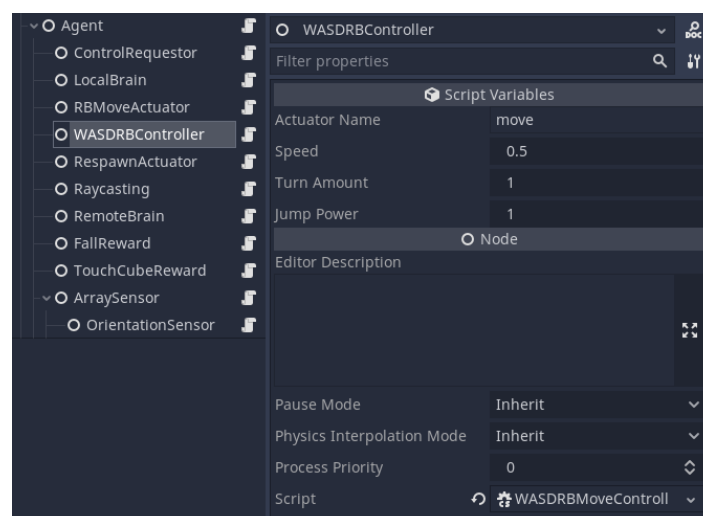 Agent
ControlRequestor
LocalBrain
RBMoveActuator
WASDRBController
RespawnActuator
Raycasting
RemoteBrain
FallReward
TouchCubeReward
ArraySensor
OrientationSensor
WASDRBController
DOC
Filter properties
Script Variables
Actuator Name move
Speed 0.5
Turn Amount 1
Jump Power 1
Node
Editor Description
Pause Mode Inherit
Physics Interpolation Mode Inherit
Process Priority 0
Script WASDRBMoveControll